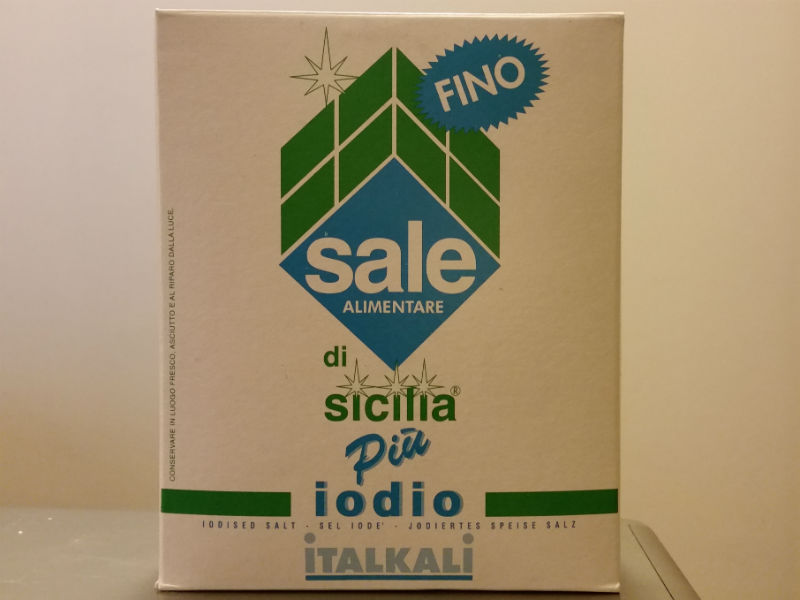 FINO
sale
ALIMENTARE
di
sicilia®
Più
iodio
IODISED SALT - SEL IODE' - JODIERTES SPEISE SALZ
ITALKALI
CONSERVARE IN LUOGO FRESCO, ASCIUTTO E AL RIPARO DALLA LUCE.